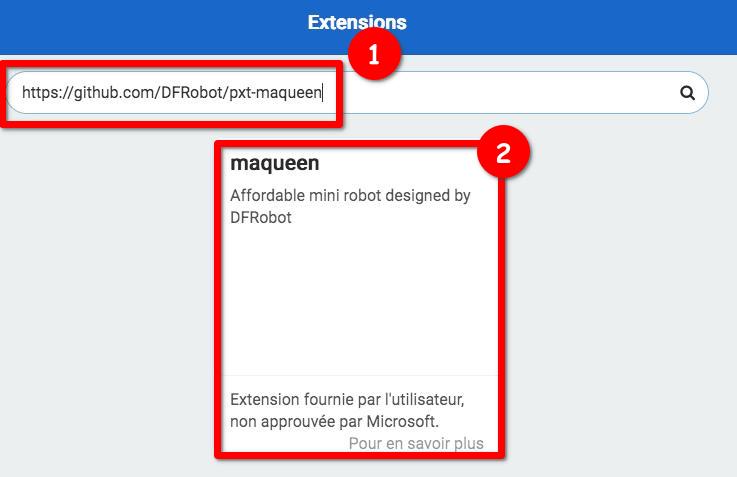 Extensions
1
https://github.com/DFRobot/pxt-maqueen
2
maqueen
Affordable mini robot designed by
DFRobot
Extension fournie par l'utilisateur,
non approuvée par Microsoft.
Pour en savoir plus